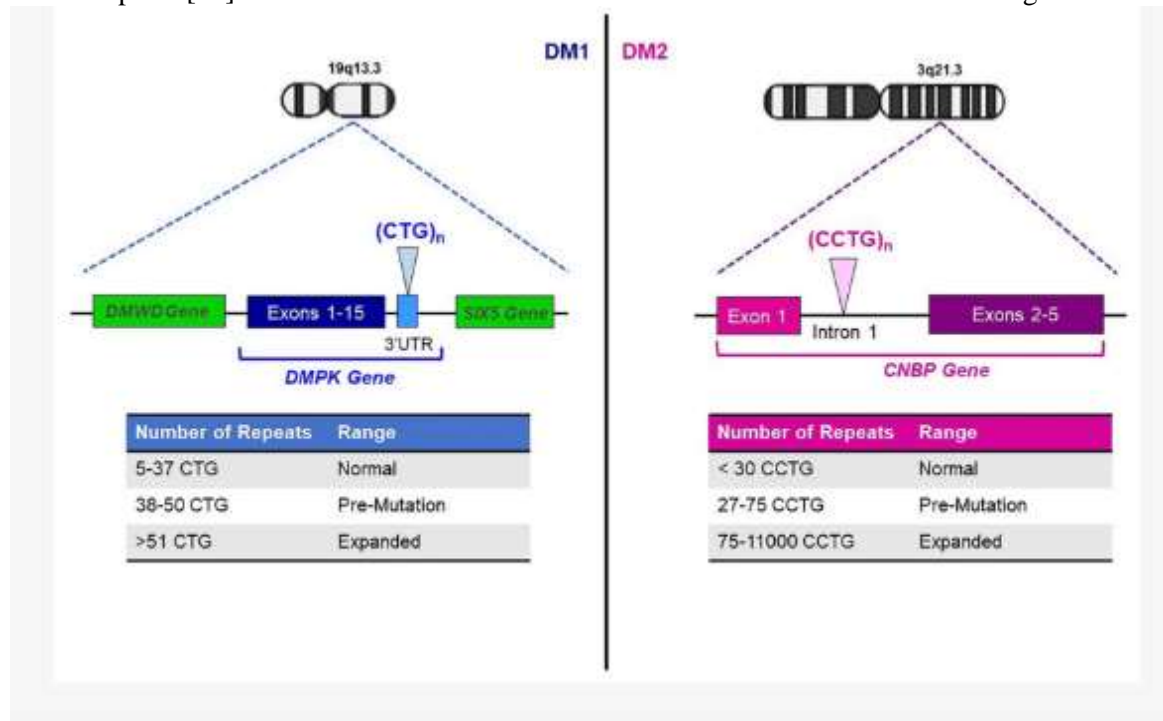 DM1
DM2
19q13.3
(CTG)n
DMWD Gene
Exons 1-15
SIX5 Gene
3'UTR
DMPK Gene
Number of Repeats Range
5-37 CTG Normal
38-50 CTG Pre-Mutation
>51 CTG Expanded
3q21.3
(CCTG)n
Exon 1
Intron 1
Exons 2-5
CNBP Gene
Number of Repeats Range
< 30 CCTG Normal
27-75 CCTG Pre-Mutation
75-11000 CCTG Expanded